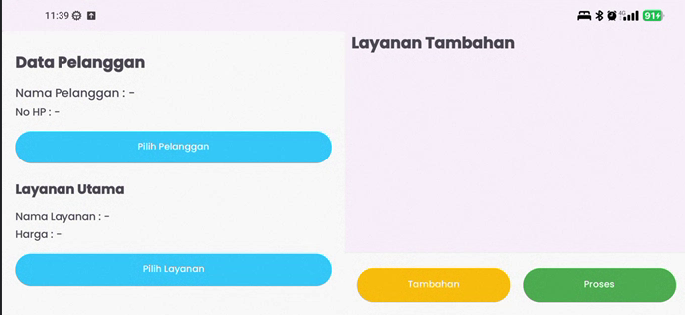 11:39
4G
91+
Data Pelanggan
Nama Pelanggan : -
No HP : -
Pilih Pelanggan
Layanan Utama
Nama Layanan : -
Harga : -
Pilih Layanan
Layanan Tambahan
Tambahan
Proses